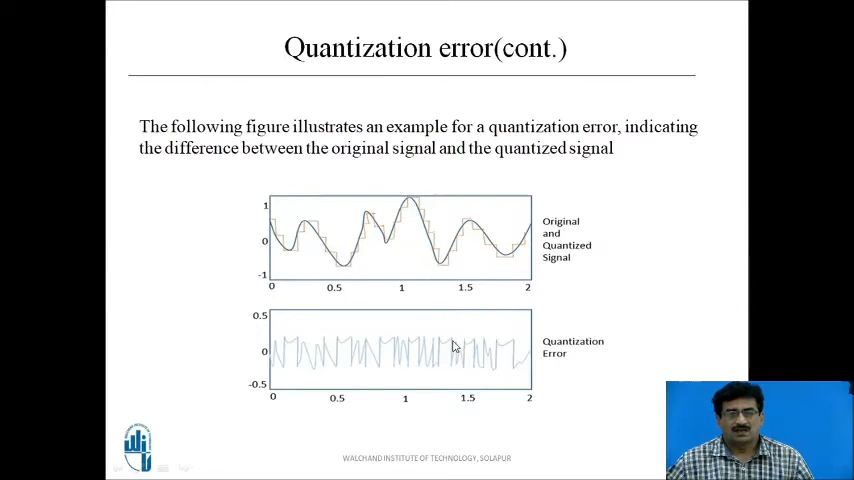 Quantization error(cont.)
The following figure illustrates an example for a quantization error, indicating
the difference between the original signal and the quantized signal
1
0
-1
0 0.5 1 1.5 2
Original
and
Quantized
Signal
0.5
0
-0.5
0 0.5 1 1.5 2
Quantization
Error
WALCHAND INSTITUTE OF TECHNOLOGY, SOLAPUR